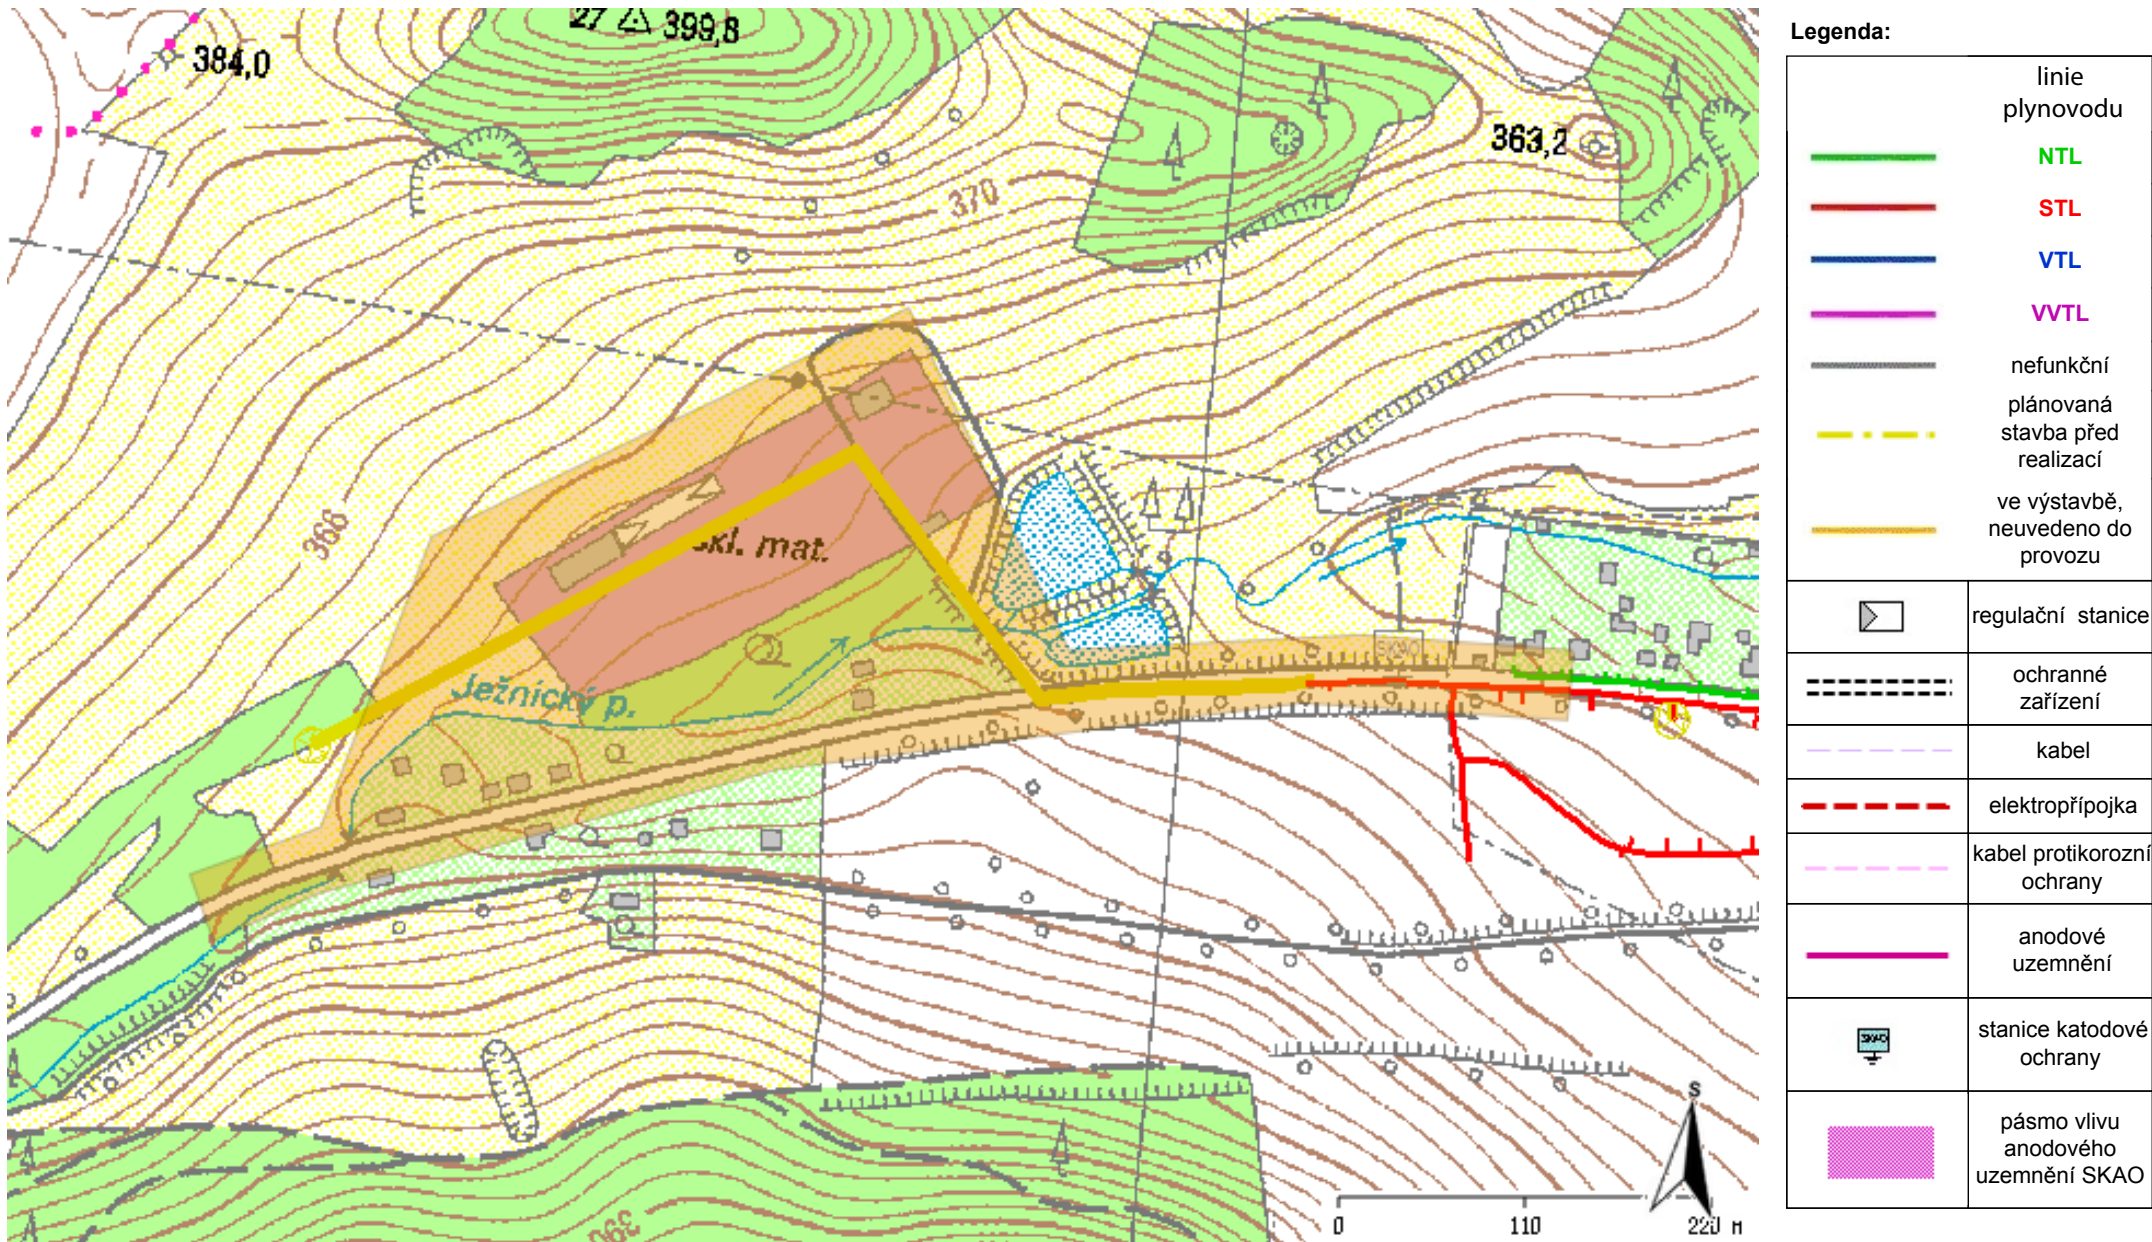 27 399,8
384,0
363,2
370
366
skl. mat.
Ježnický p.
SKAO
390
S
0 110 220 M
Legenda:
linie
plynovodu
NTL
STL
VTL
VVTL
nefunkční
plánovaná
stavba před
realizací
ve výstavbě,
neuvedeno do
provozu
regulační stanice
ochranné
zařízení
kabel
elektropřípojka
kabel protikorozní
ochrany
anodové
uzemnění
SKAO
stanice katodové
ochrany
pásmo vlivu
anodového
uzemnění SKAO